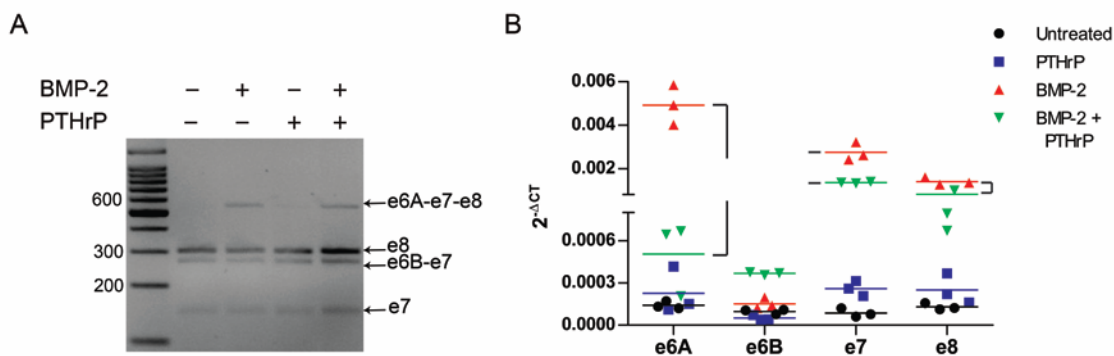 A
BMP-2 – + – +
PTHrP – – + +
600
300
200
e6A-e7-e8
e8
e6B-e7
e7
B
Untreated
PTHrP
BMP-2
BMP-2 +
PTHrP
2^-ΔCT
0.006
0.004
0.002
0.0006
0.0003
0.0000
e6A e6B e7 e8